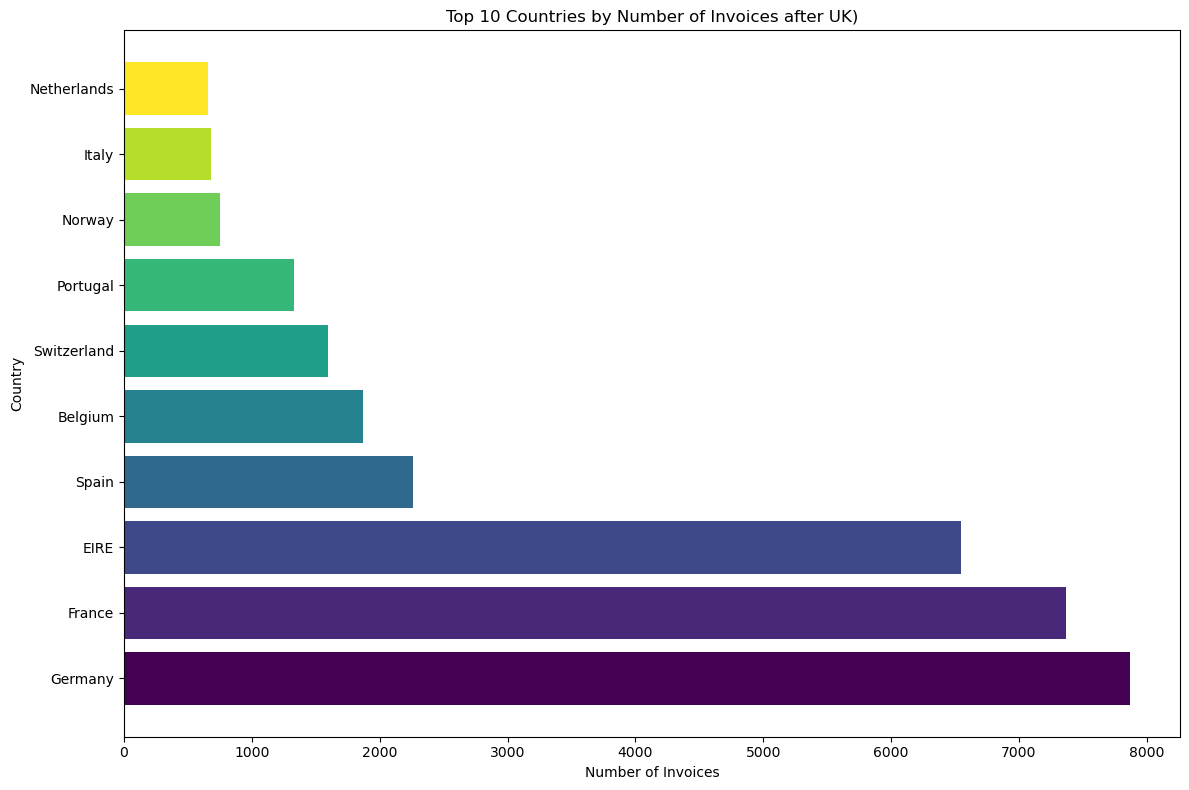 Top 10 Countries by Number of Invoices after UK)
Netherlands
Italy
Norway
Portugal
Switzerland
Belgium
Spain
EIRE
France
Germany
Country
0 1000 2000 3000 4000 5000 6000 7000 8000
Number of Invoices